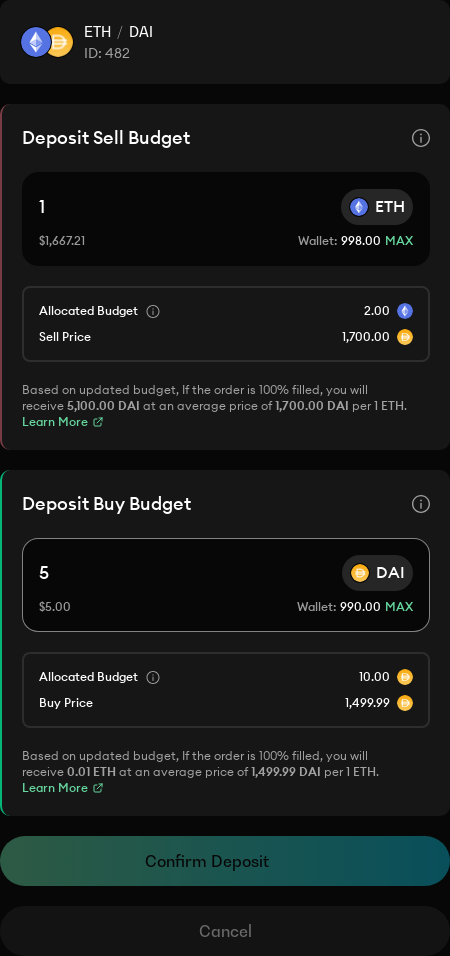 ETH / DAI
ID: 482
Deposit Sell Budget
1
ETH
$1,667.21
Wallet: 998.00 MAX
Allocated Budget
2.00
Sell Price
1,700.00
Based on updated budget, If the order is 100% filled, you will
receive 5,100.00 DAI at an average price of 1,700.00 DAI per 1 ETH.
Learn More
Deposit Buy Budget
5
DAI
$5.00
Wallet: 990.00 MAX
Allocated Budget
10.00
Buy Price
1,499.99
Based on updated budget, If the order is 100% filled, you will
receive 0.01 ETH at an average price of 1,499.99 DAI per 1 ETH.
Learn More
Confirm Deposit
Cancel